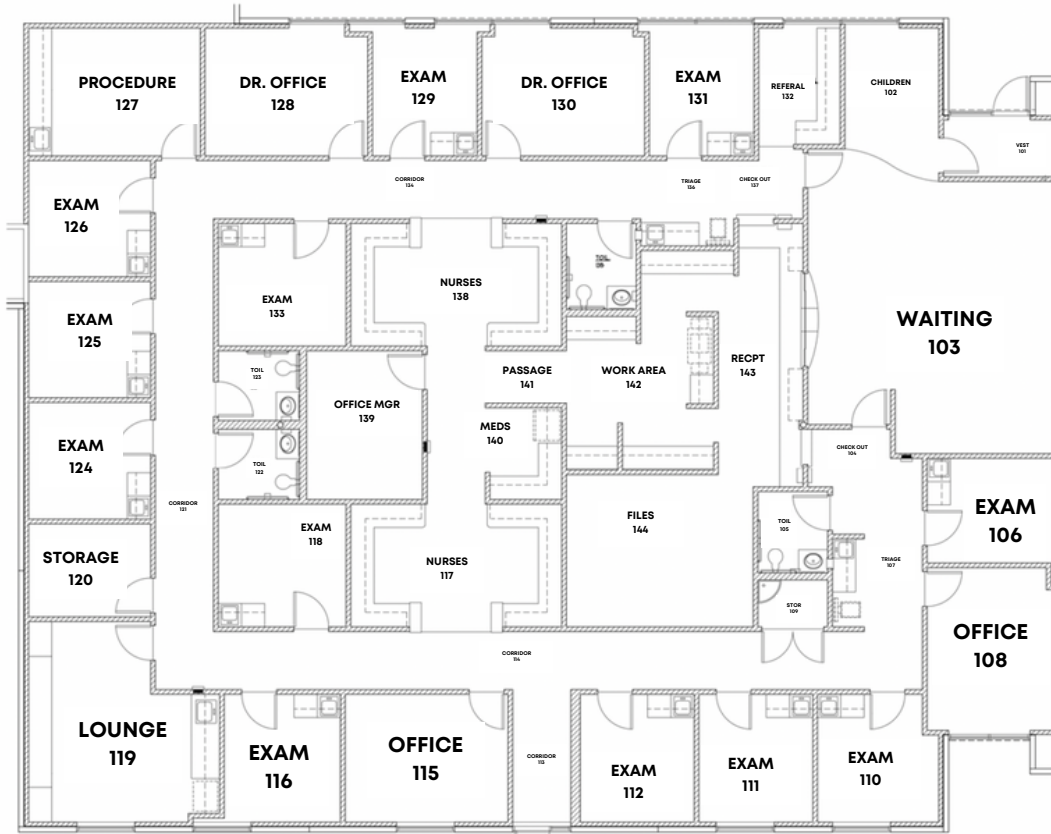 PROCEDURE
127
DR. OFFICE
128
EXAM
129
DR. OFFICE
130
EXAM
131
REFERAL
132
CHILDREN
102
VEST
101
CORRIDOR
134
TRIAGE
136
CHECK OUT
137
EXAM
126
EXAM
133
NURSES
138
TOIL
EXAM
125
WAITING
103
TOIL
123
OFFICE MGR
139
PASSAGE
141
WORK AREA
142
RECPT
143
EXAM
124
TOIL
122
MEDS
140
CHECK OUT
104
CORRIDOR
121
EXAM
118
FILES
144
TOIL
105
EXAM
106
STORAGE
120
NURSES
117
TRIAGE
107
STOR
109
OFFICE
108
CORRIDOR
114
LOUNGE
119
EXAM
116
OFFICE
115
CORRIDOR
113
EXAM
112
EXAM
111
EXAM
110